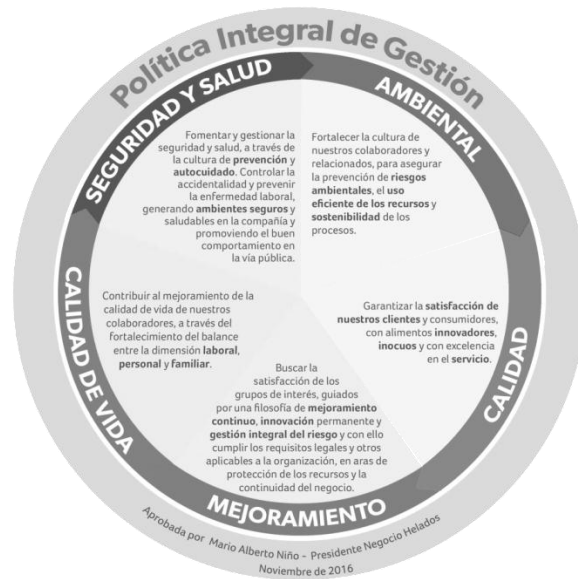 Política Integral de Gestión
SEGURIDAD Y SALUD
Fomentar y gestionar la
seguridad y salud, a través de
la cultura de prevención y
autocuidado. Controlar la
accidentalidad y prevenir
la enfermedad laboral,
generando ambientes seguros y
saludables en la compañía y
promoviendo el buen
comportamiento en
la vía pública.
AMBIENTAL
Fortalecer la cultura de
nuestros colaboradores y
relacionados, para asegurar
la prevención de riesgos
ambientales, el uso
eficiente de los recursos y
sostenibilidad de los
procesos.
CALIDAD
Garantizar la satisfacción de
nuestros clientes y consumidores,
con alimentos innovadores,
inocuos y con excelencia
en el servicio.
MEJORAMIENTO
Buscar la
satisfacción de los
grupos de interés, guiados
por una filosofía de mejoramiento
continuo, innovación permanente y
gestión integral del riesgo y con ello
cumplir los requisitos legales y otros
aplicables a la organización, en aras de
protección de los recursos y la
continuidad del negocio.
CALIDAD DE VIDA
Contribuir al mejoramiento de la
calidad de vida de nuestros
colaboradores, a través del
fortalecimiento del balance
entre la dimensión laboral,
personal y familiar.
Aprobada por Mario Alberto Niño - Presidente Negocio Helados
Noviembre de 2016